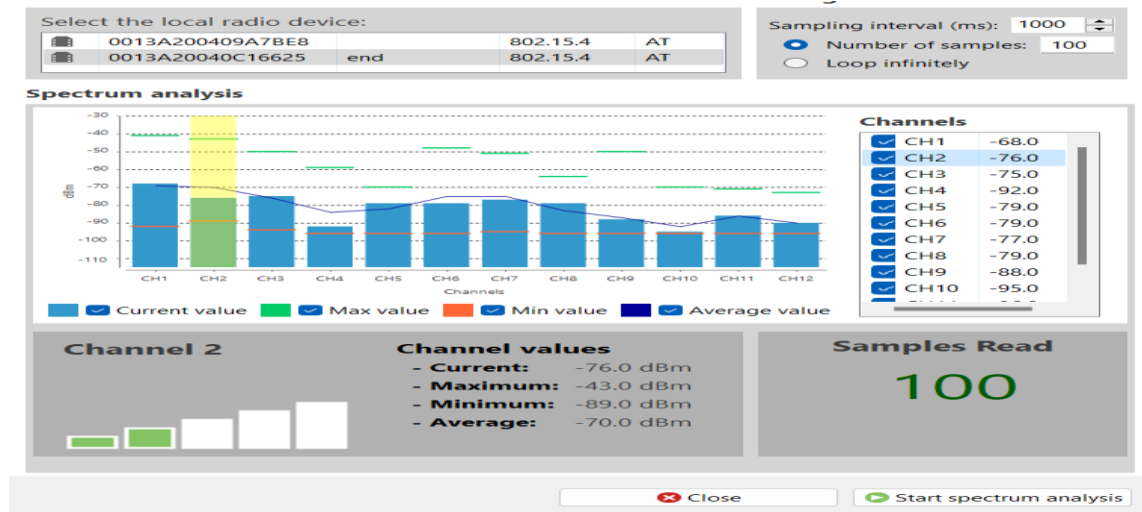 Select the local radio device:
0013A200409A7BE8 802.15.4 AT
0013A20040C16625 end 802.15.4 AT
Sampling interval (ms): 1000
Number of samples: 100
Loop infinitely
Spectrum analysis
-30
-40
-50
-60
-70
-80
-90
-100
-110
dBm
CH1 CH2 CH3 CH4 CH5 CH6 CH7 CH8 CH9 CH10 CH11 CH12
Channels
Current value Max value Min value Average value
Channels
CH1 -68.0
CH2 -76.0
CH3 -75.0
CH4 -92.0
CH5 -79.0
CH6 -79.0
CH7 -77.0
CH8 -79.0
CH9 -88.0
CH10 -95.0
Channel 2
Channel values
- Current: -76.0 dBm
- Maximum: -43.0 dBm
- Minimum: -89.0 dBm
- Average: -70.0 dBm
Samples Read
100
Close
Start spectrum analysis